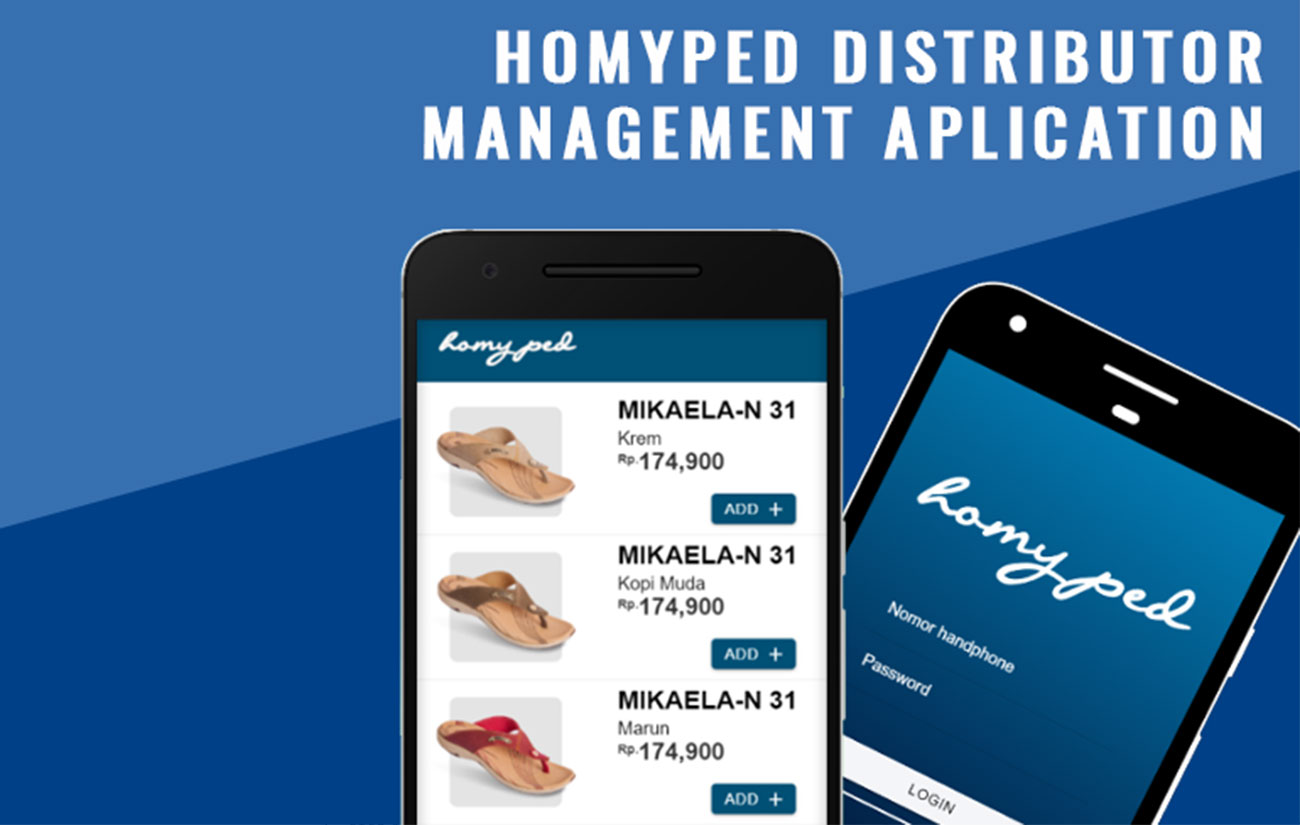 HOMYPED DISTRIBUTOR
MANAGEMENT APLICATION
homyped
MIKAELA-N 31
Krem
Rp.174,900
ADD +
MIKAELA-N 31
Kopi Muda
Rp.174,900
ADD +
MIKAELA-N 31
Marun
Rp.174,900
ADD +
homyped
Nomor handphone
Password
LOGIN